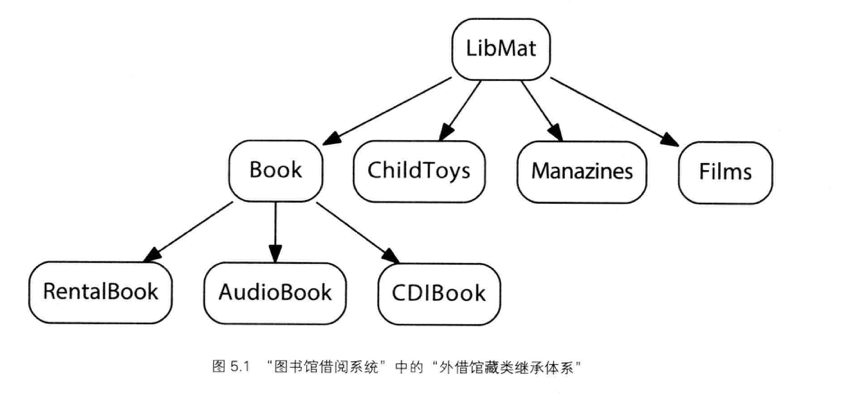 LibMat
Book
ChildToys
Manazines
Films
RentalBook
AudioBook
CDIBook
图 5.1 “图书馆借阅系统”中的“外借馆藏类继承体系”